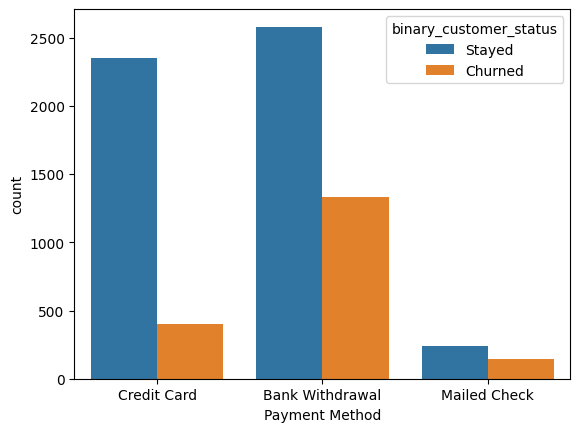 binary_customer_status
Stayed
Churned
2500
2000
1500
1000
500
0
count
Credit Card
Bank Withdrawal
Mailed Check
Payment Method